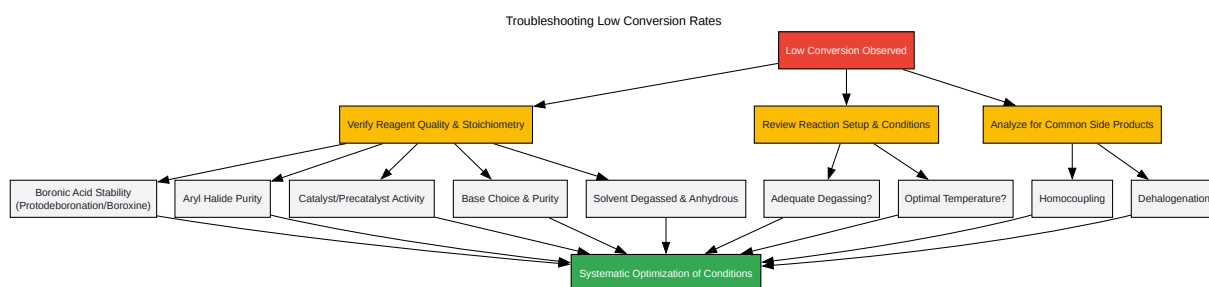 Troubleshooting Low Conversion Rates
Low Conversion Observed
Verify Reagent Quality & Stoichiometry
Review Reaction Setup & Conditions
Analyze for Common Side Products
Boronic Acid Stability
(Protodeboronation/Boroxine)
Aryl Halide Purity
Catalyst/Precatalyst Activity
Base Choice & Purity
Solvent Degassed & Anhydrous
Adequate Degassing?
Optimal Temperature?
Homocoupling
Dehalogenation
Systematic Optimization of Conditions